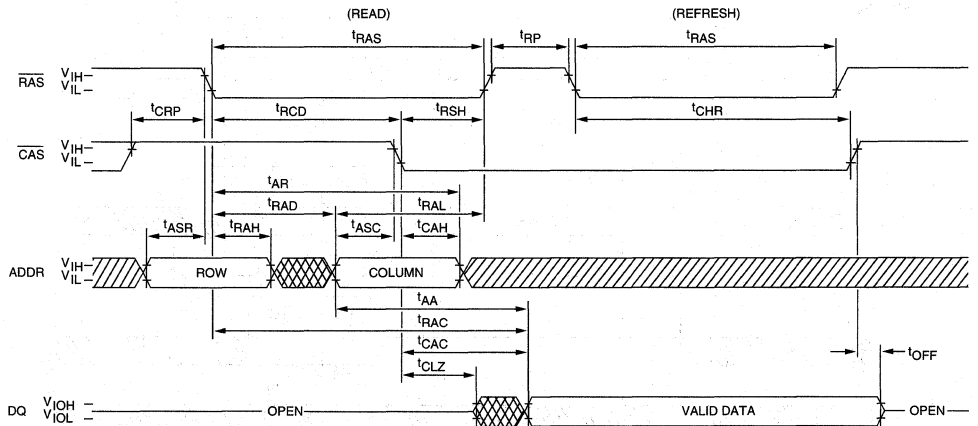 (READ) (REFRESH)
tRAS tRP tRAS
RAS VIH VIL
tCRP tRCD tRSH tCHR
CAS VIH VIL
tAR
tRAD tRAL
tASR tRAH tASC tCAH
ADDR VIH VIL ROW COLUMN
tAA
tRAC
tCAC tOFF
tCLZ
DQ VIOH VIOL OPEN VALID DATA OPEN